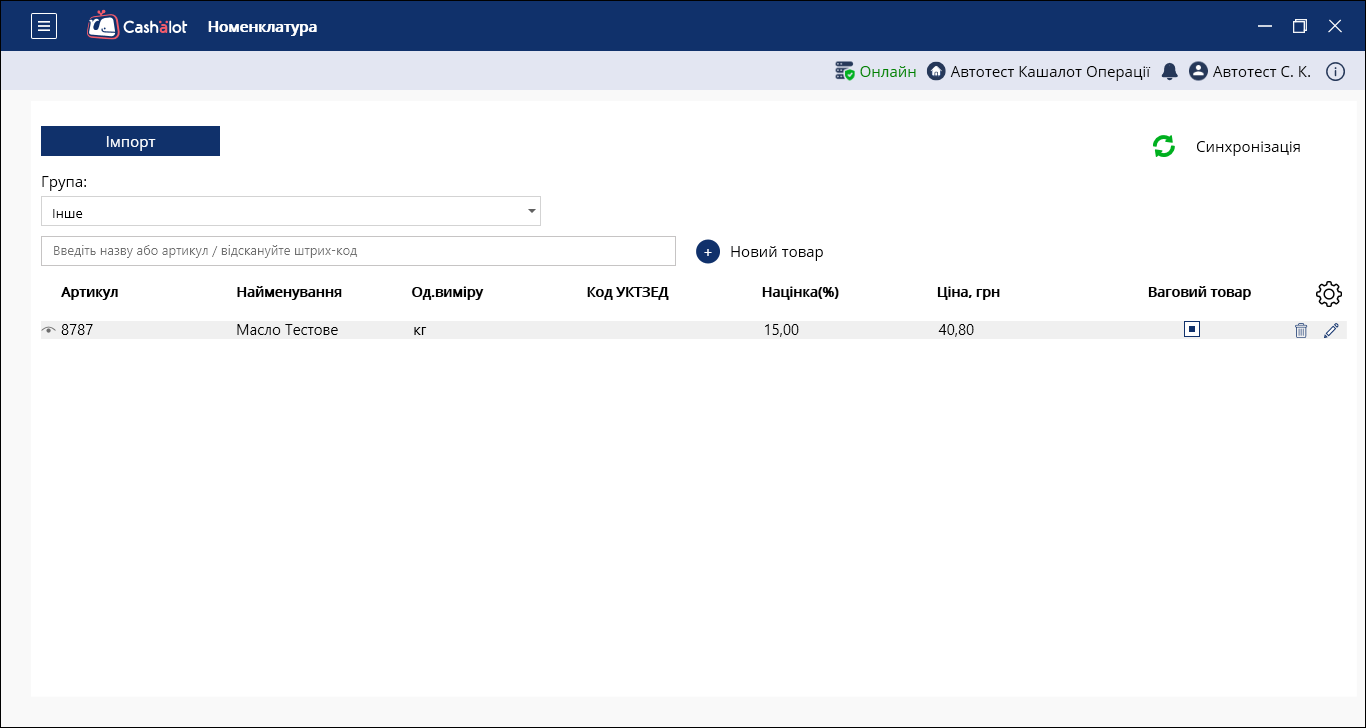 Cashalot Номенклатура
Онлайн Автотест Кашалот Операції Автотест С. К.
Імпорт
Синхронізація
Група:
Інше
Введіть назву або артикул / відскануйте штрих-код
Новий товар
Артикул Найменування Од.виміру Код УКТЗЕД Націнка(%) Ціна, грн Ваговий товар
8787 Масло Тестове кг 15,00 40,80